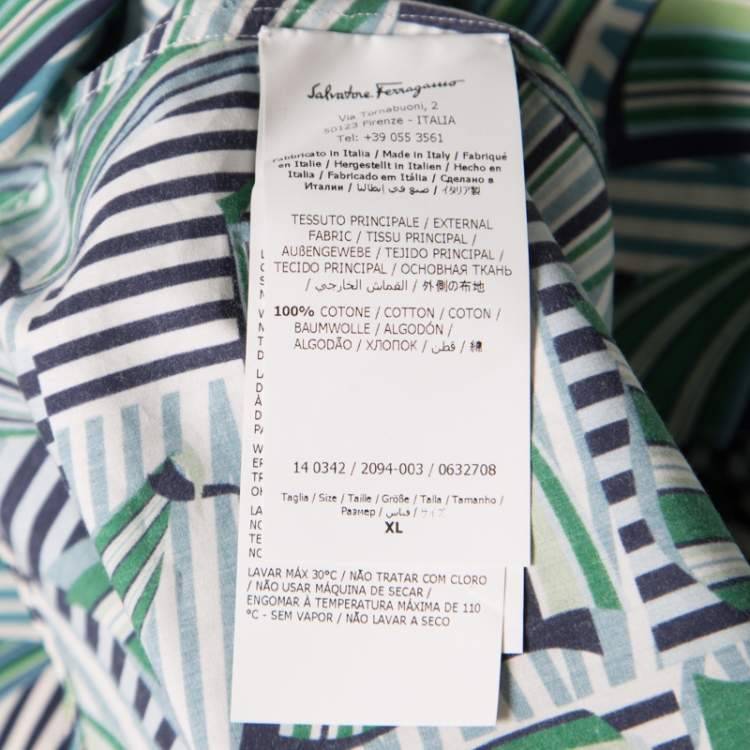 Salvatore Ferragamo
Via Tornabuoni, 2
50123 Firenze - ITALIA
Tel: +39 055 3561
Fabbricato in Italia / Made in Italy / Fabriqué
en Italie / Hergestellt in Italien / Hecho en
Italia / Fabricado em Itália / Сделано в
Италии / صنع في إيطاليا / イタリア製
TESSUTO PRINCIPALE / EXTERNAL
FABRIC / TISSU PRINCIPAL /
AUßENGEWEBE / TEJIDO PRINCIPAL /
TECIDO PRINCIPAL / ОСНОВНАЯ ТКАНЬ
/ القماش الخارجي / 外側の布地
100% COTONE / COTTON / COTON /
BAUMWOLLE / ALGODÓN /
ALGODÃO / ХЛОПОК / قطن / 綿
14 0342 / 2094-003 / 0632708
Taglia / Size / Taille / Größe / Talla / Tamanho /
Размер / قياس / サイズ
XL
LAVAR MÁX 30°C / NÃO TRATAR COM CLORO
/ NÃO USAR MÁQUINA DE SECAR /
ENGOMAR À TEMPERATURA MÁXIMA DE 110
°C - SEM VAPOR / NÃO LAVAR A SECO